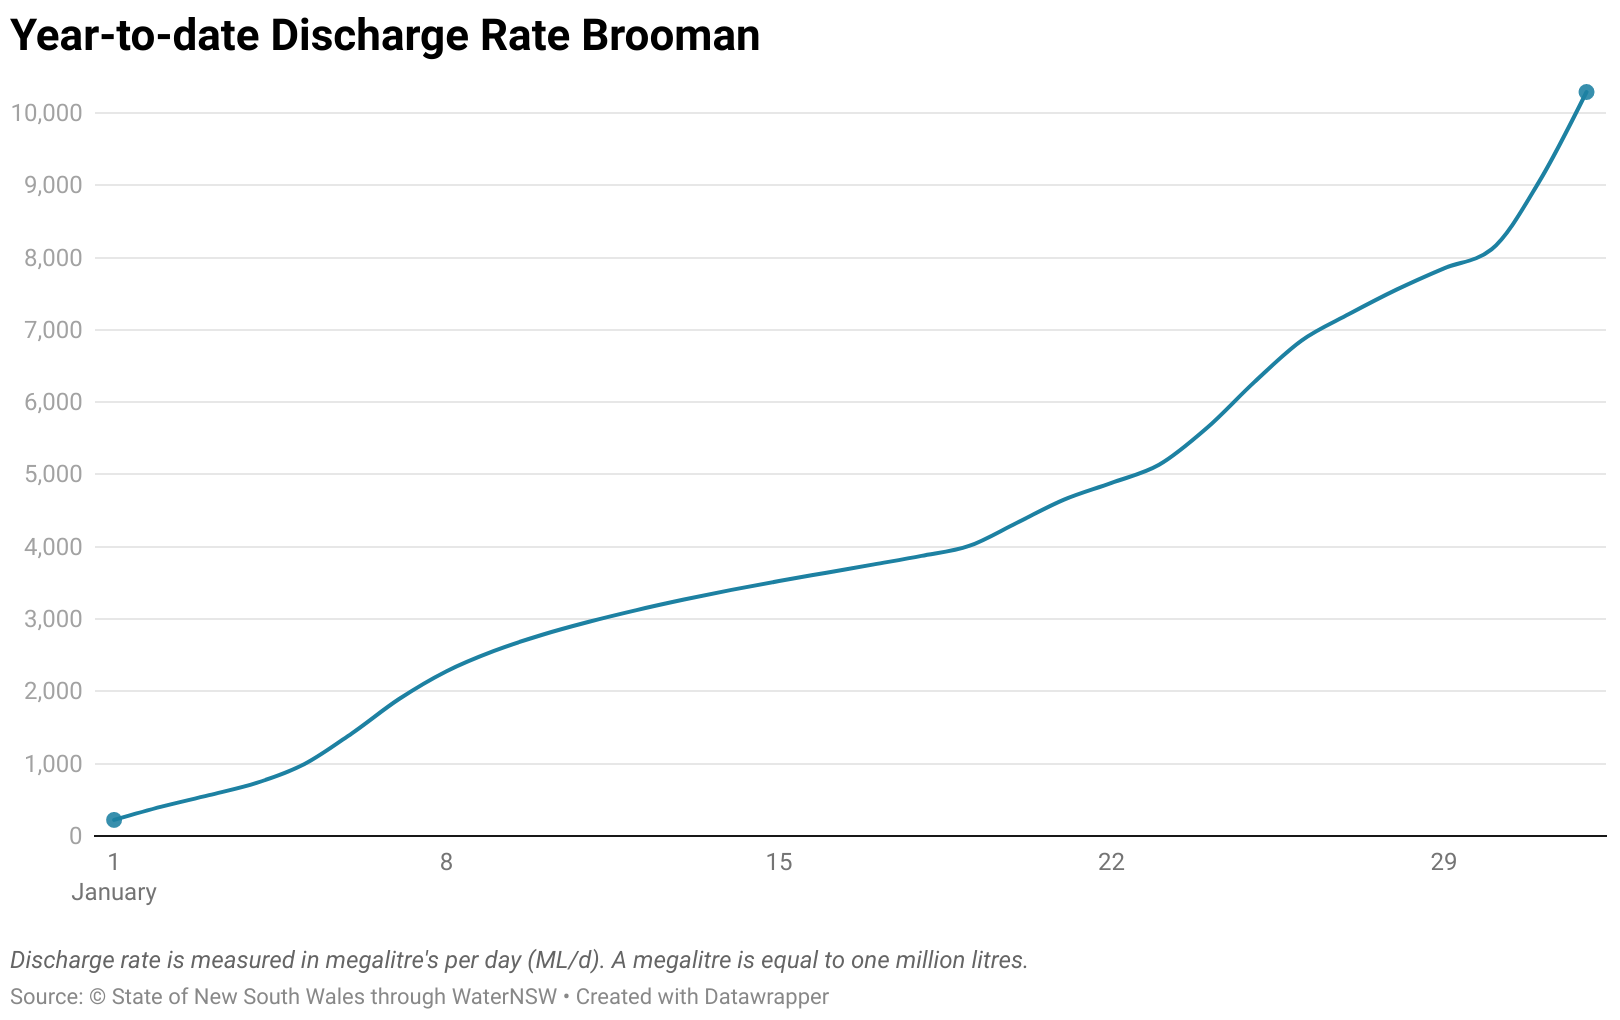 Year-to-date Discharge Rate Brooman
10,000
9,000
8,000
7,000
6,000
5,000
4,000
3,000
2,000
1,000
0
1 8 15 22 29
January
Discharge rate is measured in megalitre's per day (ML/d). A megalitre is equal to one million litres.
Source: © State of New South Wales through WaterNSW • Created with Datawrapper